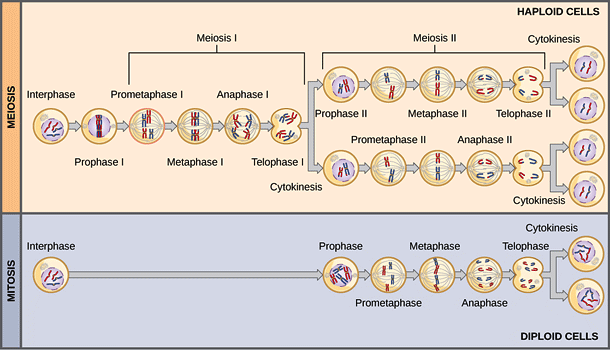 HAPLOID CELLS
MEIOSIS
Meiosis I
Meiosis II
Cytokinesis
Interphase
Prometaphase I
Anaphase I
Prophase II
Metaphase II
Telophase II
Prometaphase II
Anaphase II
Prophase I
Metaphase I
Telophase I
Cytokinesis
Cytokinesis
MITOSIS
Cytokinesis
Interphase
Prophase
Metaphase
Telophase
Prometaphase
Anaphase
DIPLOID CELLS